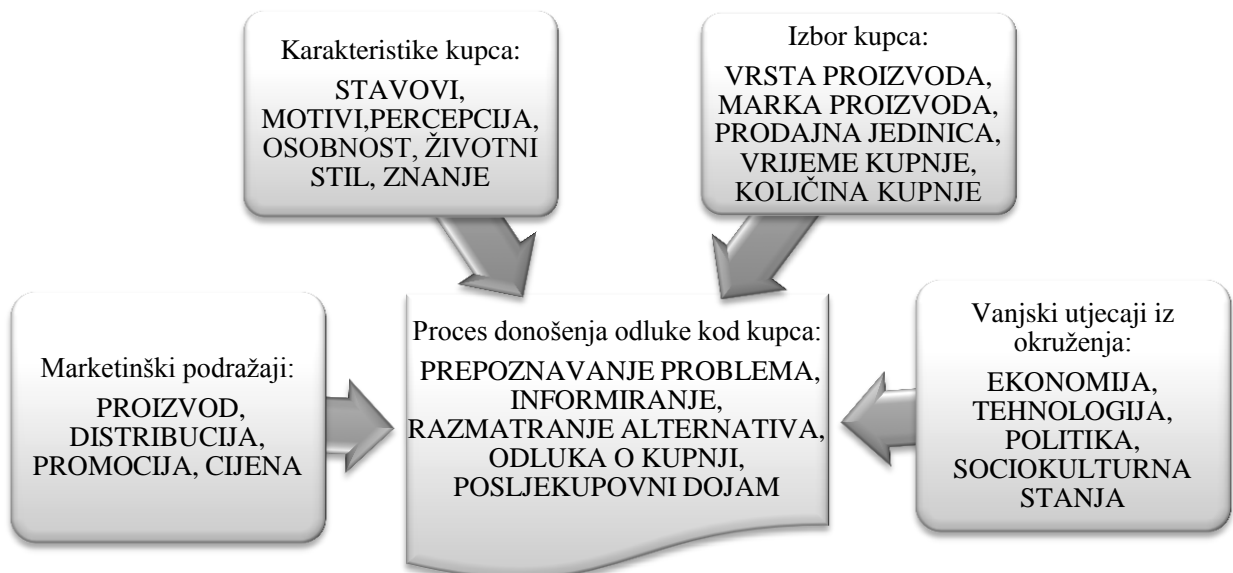 Karakteristike kupca:
STAVOVI,
MOTIVI,PERCEPCIJA,
OSOBNOST, ŽIVOTNI
STIL, ZNANJE
Izbor kupca:
VRSTA PROIZVODA,
MARKA PROIZVODA,
PRODAJNA JEDINICA,
VRIJEME KUPNJE,
KOLIČINA KUPNJE
Marketinški podražaji:
PROIZVOD,
DISTRIBUCIJA,
PROMOCIJA, CIJENA
Proces donošenja odluke kod kupca:
PREPOZNAVANJE PROBLEMA,
INFORMIRANJE,
RAZMATRANJE ALTERNATIVA,
ODLUKA O KUPNJI,
POSLJEKUPOVNI DOJAM
Vanjski utjecaji iz
okruženja:
EKONOMIJA,
TEHNOLOGIJA,
POLITIKA,
SOCIOKULTURNA
STANJA